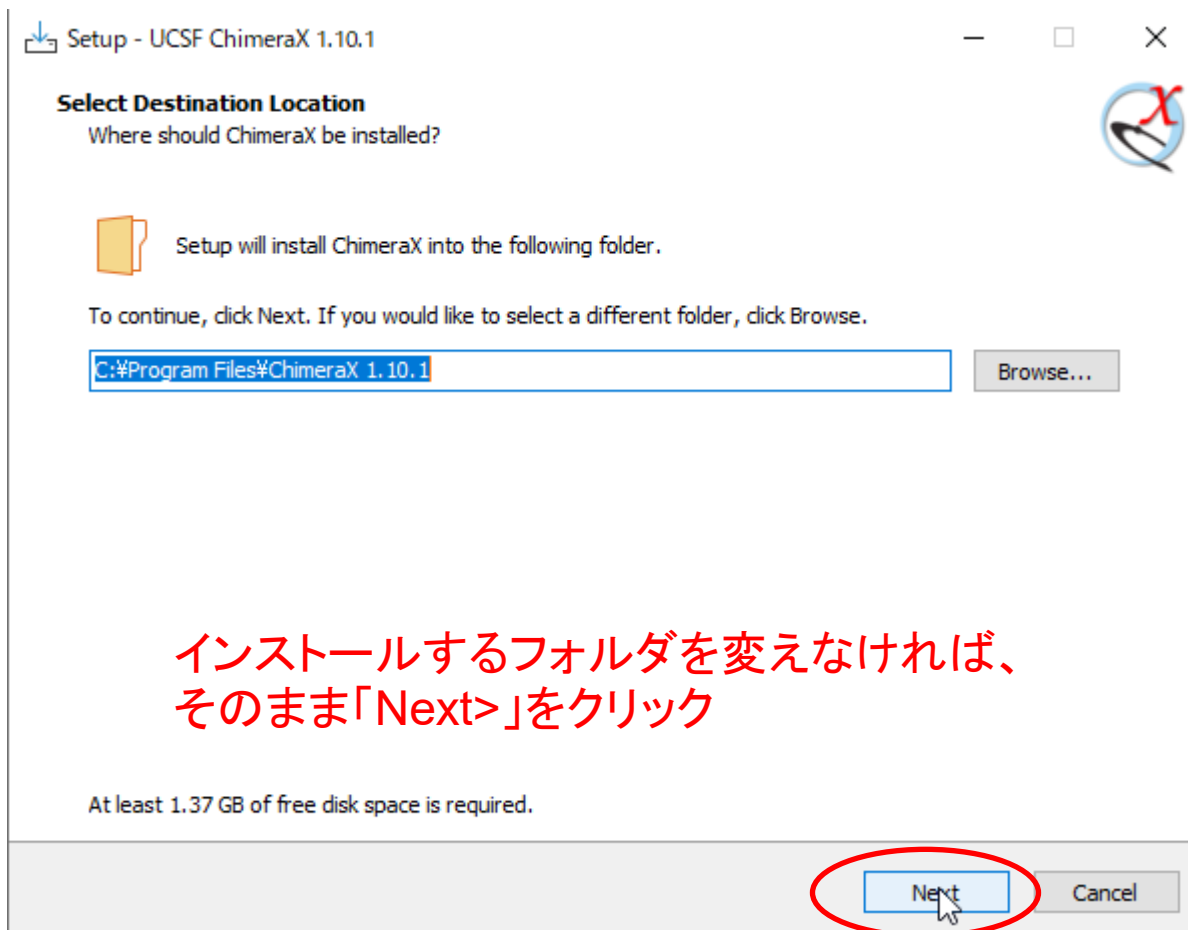 Setup - UCSF ChimeraX 1.10.1
Select Destination Location
Where should ChimeraX be installed?
X
Setup will install ChimeraX into the following folder.
To continue, click Next. If you would like to select a different folder, click Browse.
C:¥Program Files¥ChimeraX 1.10.1
Browse...
インストールするフォルダを変えなければ、
そのまま「Next>」をクリック
At least 1.37 GB of free disk space is required.
Next
Cancel